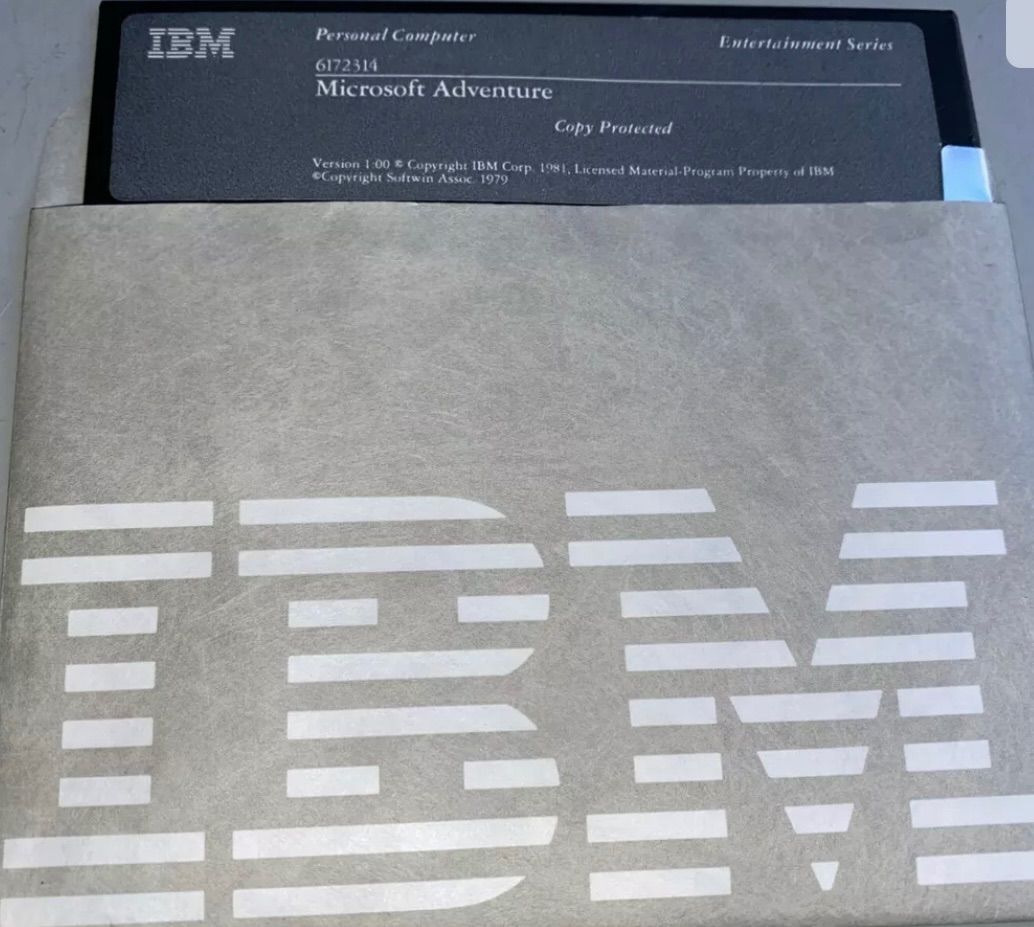 IBM
Personal Computer
Entertainment Series
6172314
Microsoft Adventure
Copy Protected
Version 1:00 © Copyright IBM Corp. 1981, Licensed Material-Program Property of IBM
©Copyright Softwin Assoc. 1979
IBM